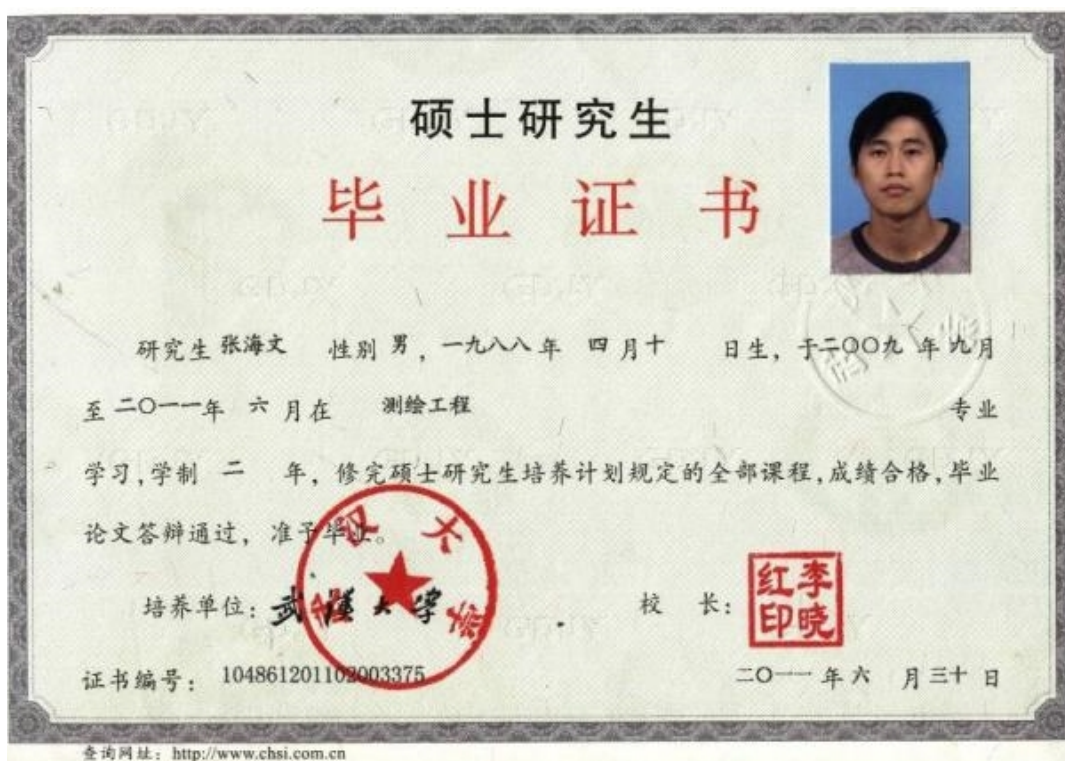 硕士研究生
毕业证书
研究生 张海文 性别 男，一九八八年 四月十 日生，于二〇〇九年九月
至二〇一一年 六月在 测绘工程 专业
学习，学制 二 年，修完硕士研究生培养计划规定的全部课程，成绩合格，毕业
论文答辩通过，准予毕业。
培养单位：武漢大學
校 长：
李晓红印
证书编号：104861201102003375
二〇一一年六 月三十日
查询网址：http://www.chsi.com.cn